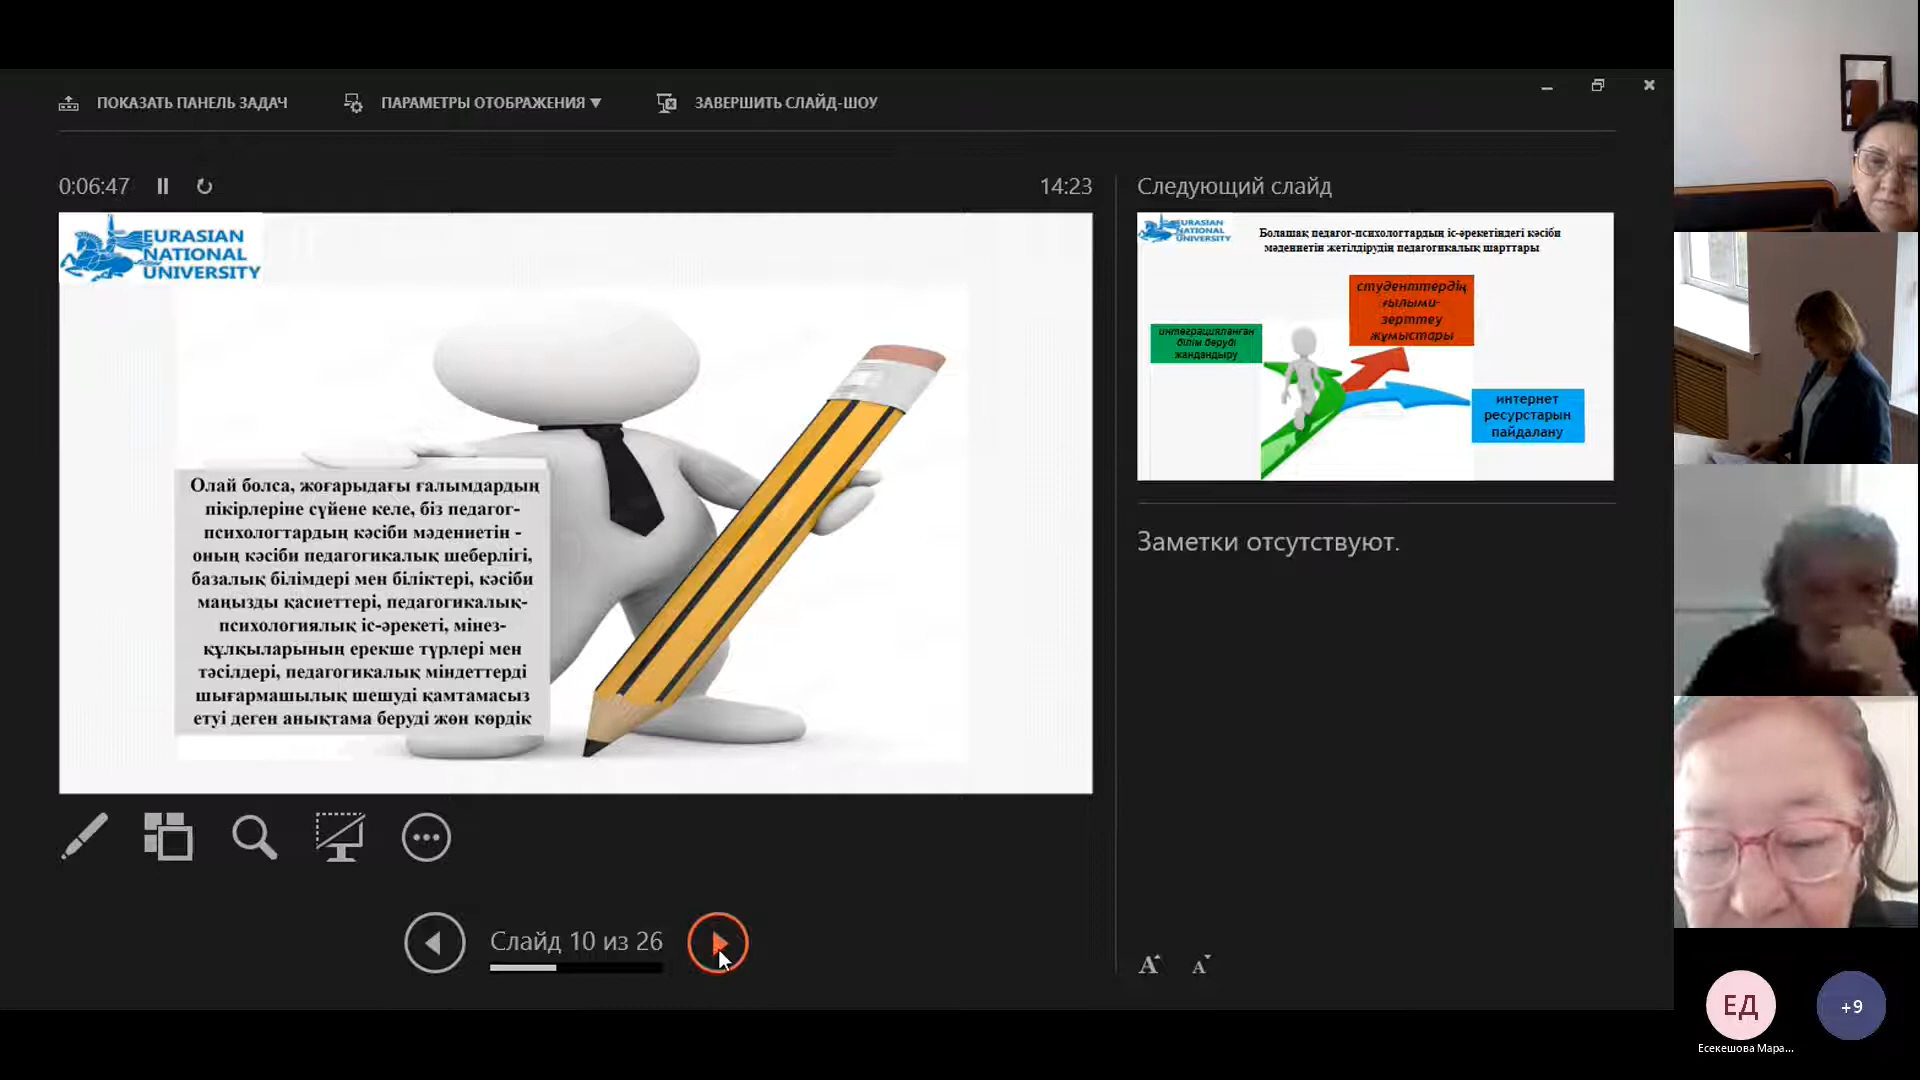 ПОКАЗАТЬ ПАНЕЛЬ ЗАДАЧ
ПАРАМЕТРЫ ОТОБРАЖЕНИЯ
ЗАВЕРШИТЬ СЛАЙД-ШОУ
0:06:47
14:23
EURASIAN
NATIONAL
UNIVERSITY
Олай болса, жоғарыдағы ғалымдардың
пікірлеріне сүйене келе, біз педагог-
психологтардың кәсіби мәдениетін -
оның кәсіби педагогикалық шеберлігі,
базалық білімдері мен біліктері, кәсіби
маңызды қасиеттері, педагогикалық-
психологиялық іс-әрекеті, мінез-
құлқыларының ерекше түрлері мен
тәсілдері, педагогикалық міндеттерді
шығармашылық шешуді қамтамасыз
етуі деген анықтама беруді жөн көрдік
Слайд 10 из 26
Следующий слайд
EURASIAN
NATIONAL
UNIVERSITY
Болашақ педагог-психологтардың іс-әрекетіндегі кәсіби
мәдениетін жетілдірудің педагогикалық шарттары
студенттердің
ғылыми-
зерттеу
жұмыстары
интеграцияланған
білім беруді
жандандыру
интернет
ресурстарын
пайдалану
Заметки отсутствуют.
A A
ЕД
+9
Есекешова Мара...